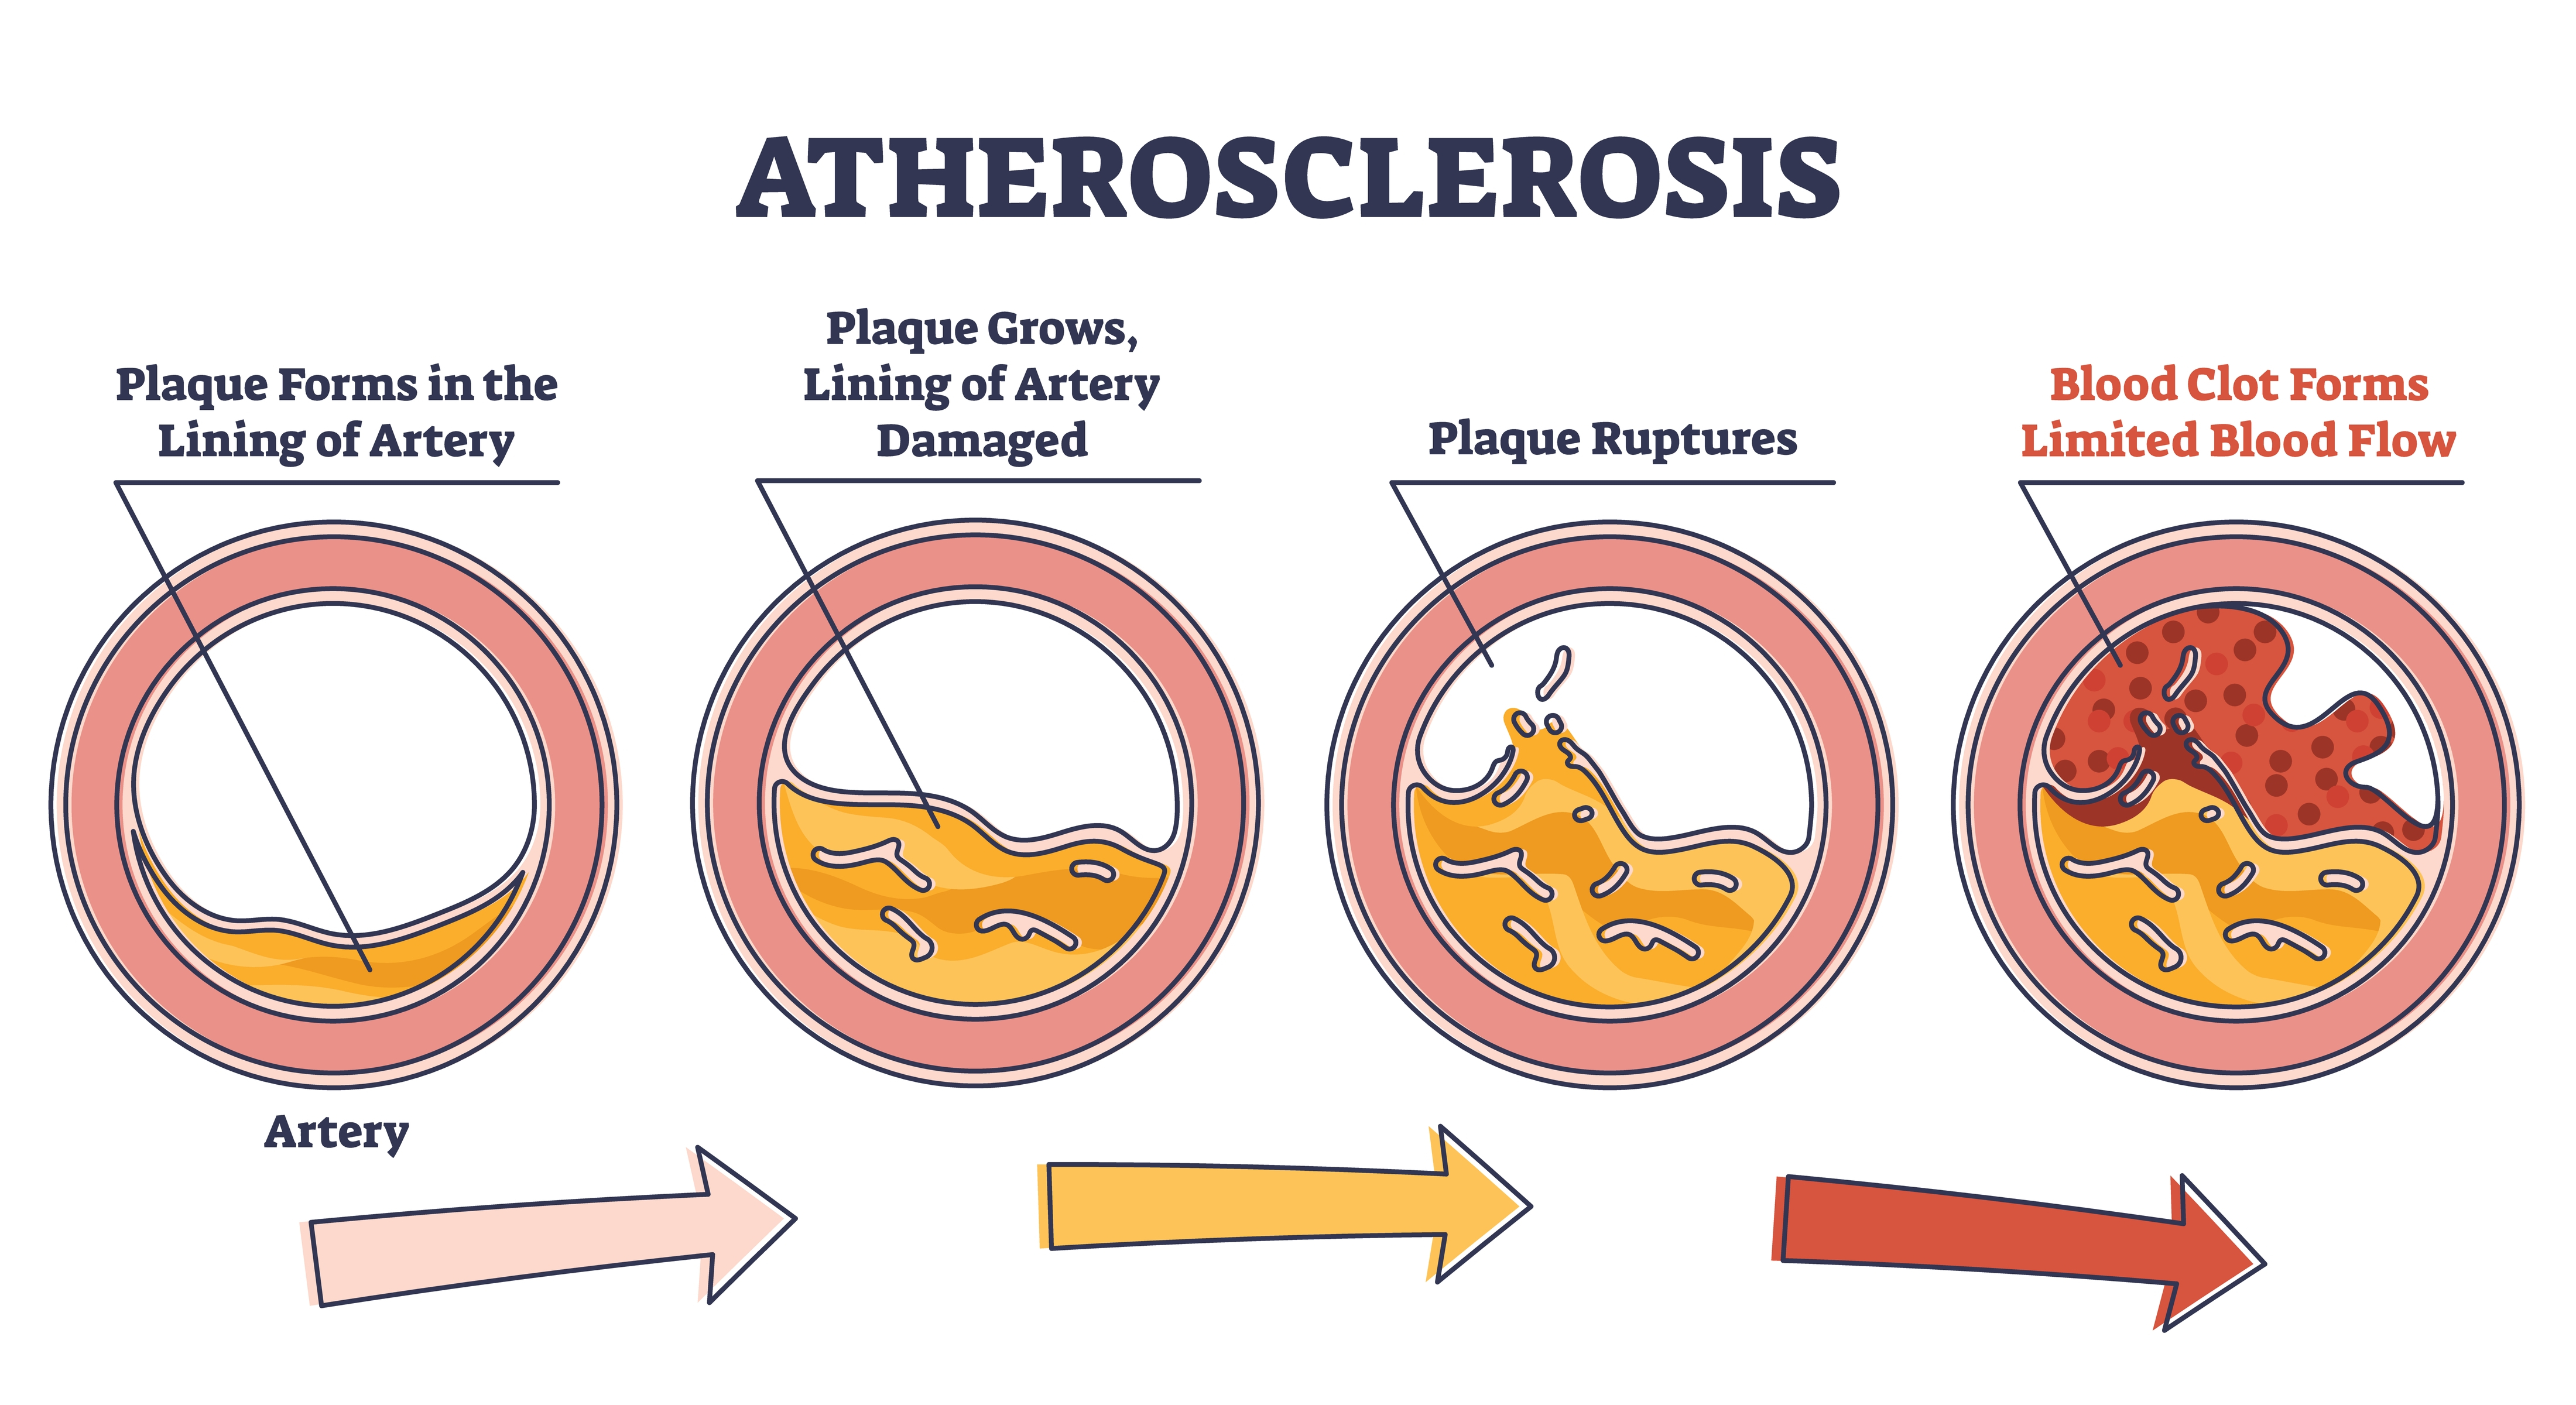 ATHEROSCLEROSIS
Plaque Forms in the
Lining of Artery
Plaque Grows,
Lining of Artery
Damaged
Plaque Ruptures
Blood Clot Forms
Limited Blood Flow
Artery